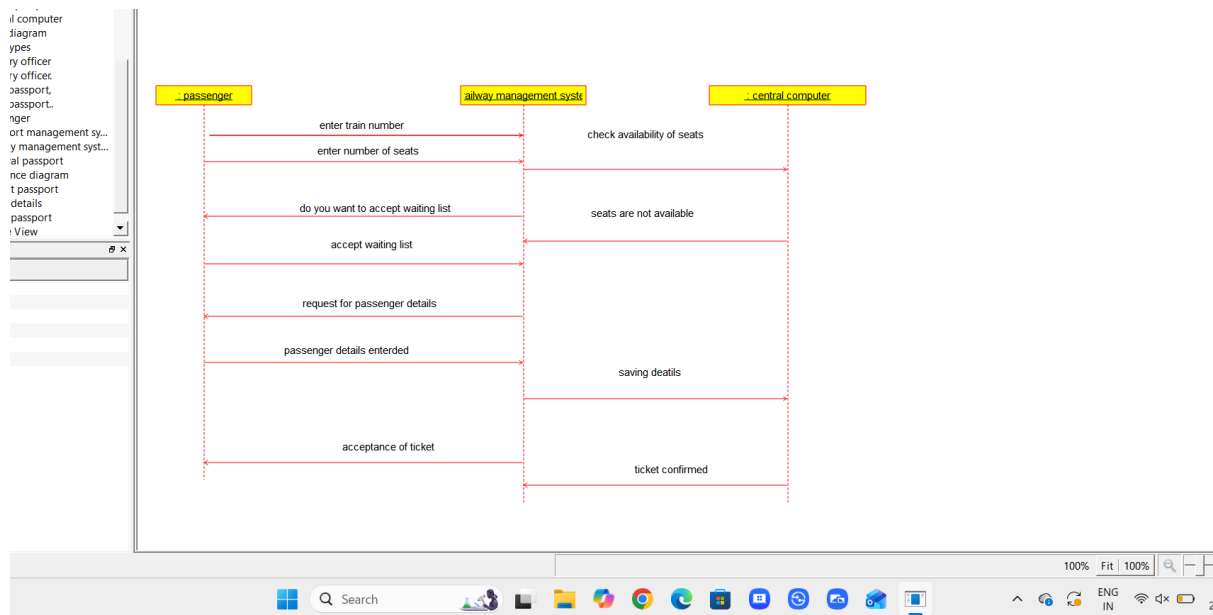 al computer
diagram
ypes
ry officer
ry officer.
passport,
passport..
nger
ort management sy...
y management syst...
al passport
nce diagram
t passport
details
passport
View
: passenger
ailway management syste
: central computer
enter train number
check availability of seats
enter number of seats
do you want to accept waiting list
seats are not available
accept waiting list
request for passenger details
passenger details enterded
saving deatils
acceptance of ticket
ticket confirmed
100% Fit 100%
Search
ENG
IN